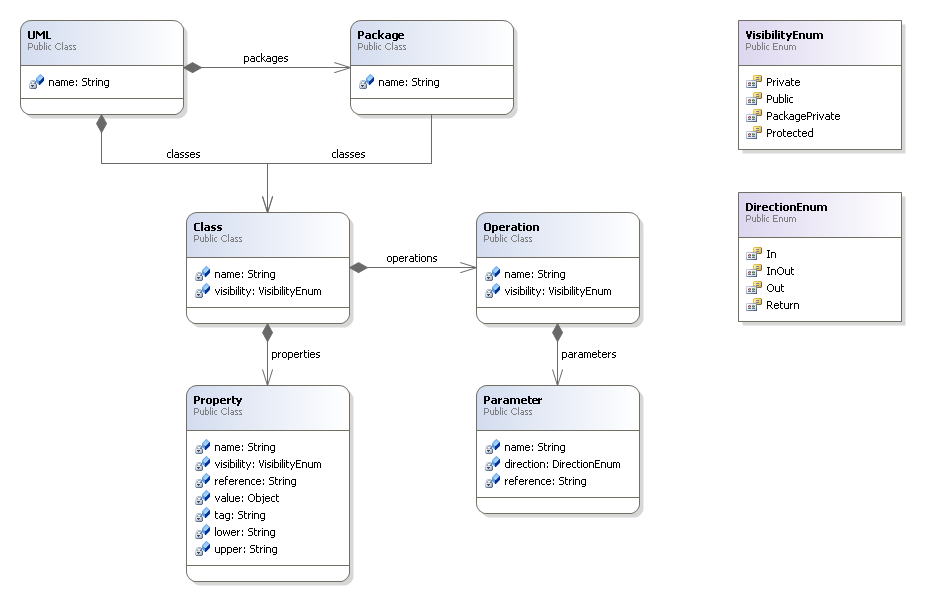 UML
Public Class
name: String
packages
Package
Public Class
name: String
VisibilityEnum
Public Enum
Private
Public
PackagePrivate
Protected
classes
classes
Class
Public Class
name: String
visibility: VisibilityEnum
operations
Operation
Public Class
name: String
visibility: VisibilityEnum
DirectionEnum
Public Enum
In
InOut
Out
Return
properties
parameters
Property
Public Class
name: String
visibility: VisibilityEnum
reference: String
value: Object
tag: String
lower: String
upper: String
Parameter
Public Class
name: String
direction: DirectionEnum
reference: String